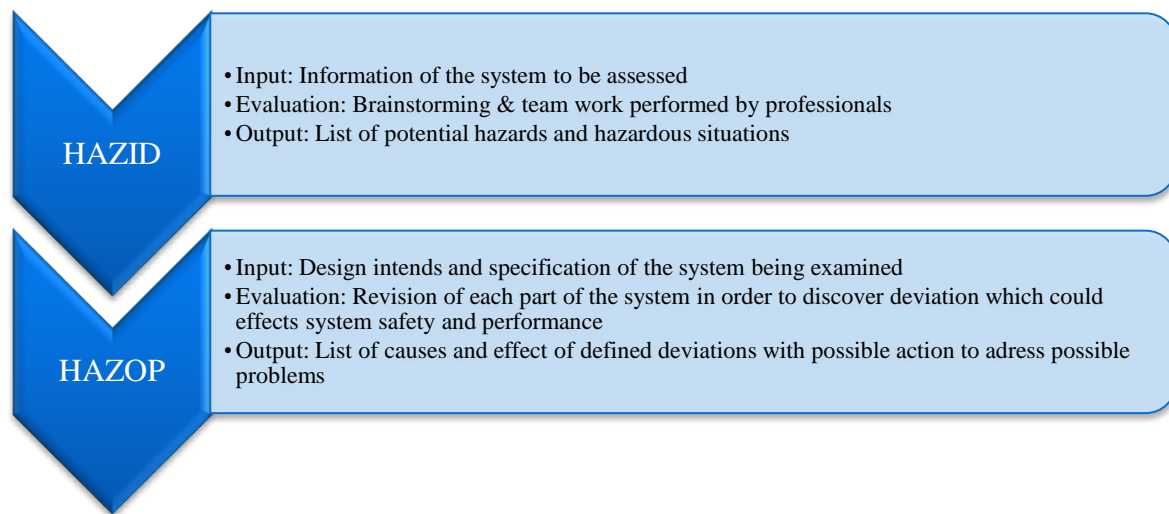 HAZID
• Input: Information of the system to be assessed
• Evaluation: Brainstorming & team work performed by professionals
• Output: List of potential hazards and hazardous situations
HAZOP
• Input: Design intends and specification of the system being examined
• Evaluation: Revision of each part of the system in order to discover deviation which could
effects system safety and performance
• Output: List of causes and effect of defined deviations with possible action to adress possible
problems